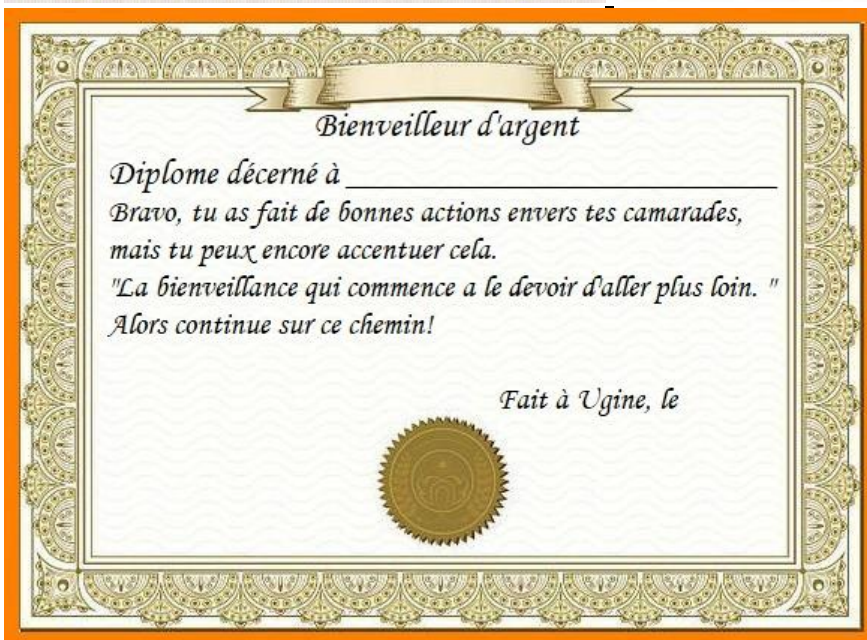 Bienveilleur d'argent
Diplome décerné à
Bravo, tu as fait de bonnes actions envers tes camarades,
mais tu peux encore accentuer cela.
"La bienveillance qui commence a le devoir d'aller plus loin. "
Alors continue sur ce chemin!
Fait à Ugine, le